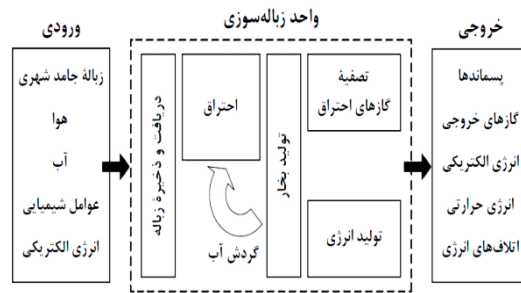 واحد زباله‌سوزی
ورودی
زبالهٔ جامد شهری
هوا
آب
عوامل شیمیایی
انرژی الکتریکی
دریافت و ذخیرهٔ زباله
احتراق
گردش آب
تولید بخار
تصفیهٔ
گازهای احتراق
تولید انرژی
خروجی
پسماندها
گازهای خروجی
انرژی الکتریکی
انرژی حرارتی
اتلاف‌های انرژی